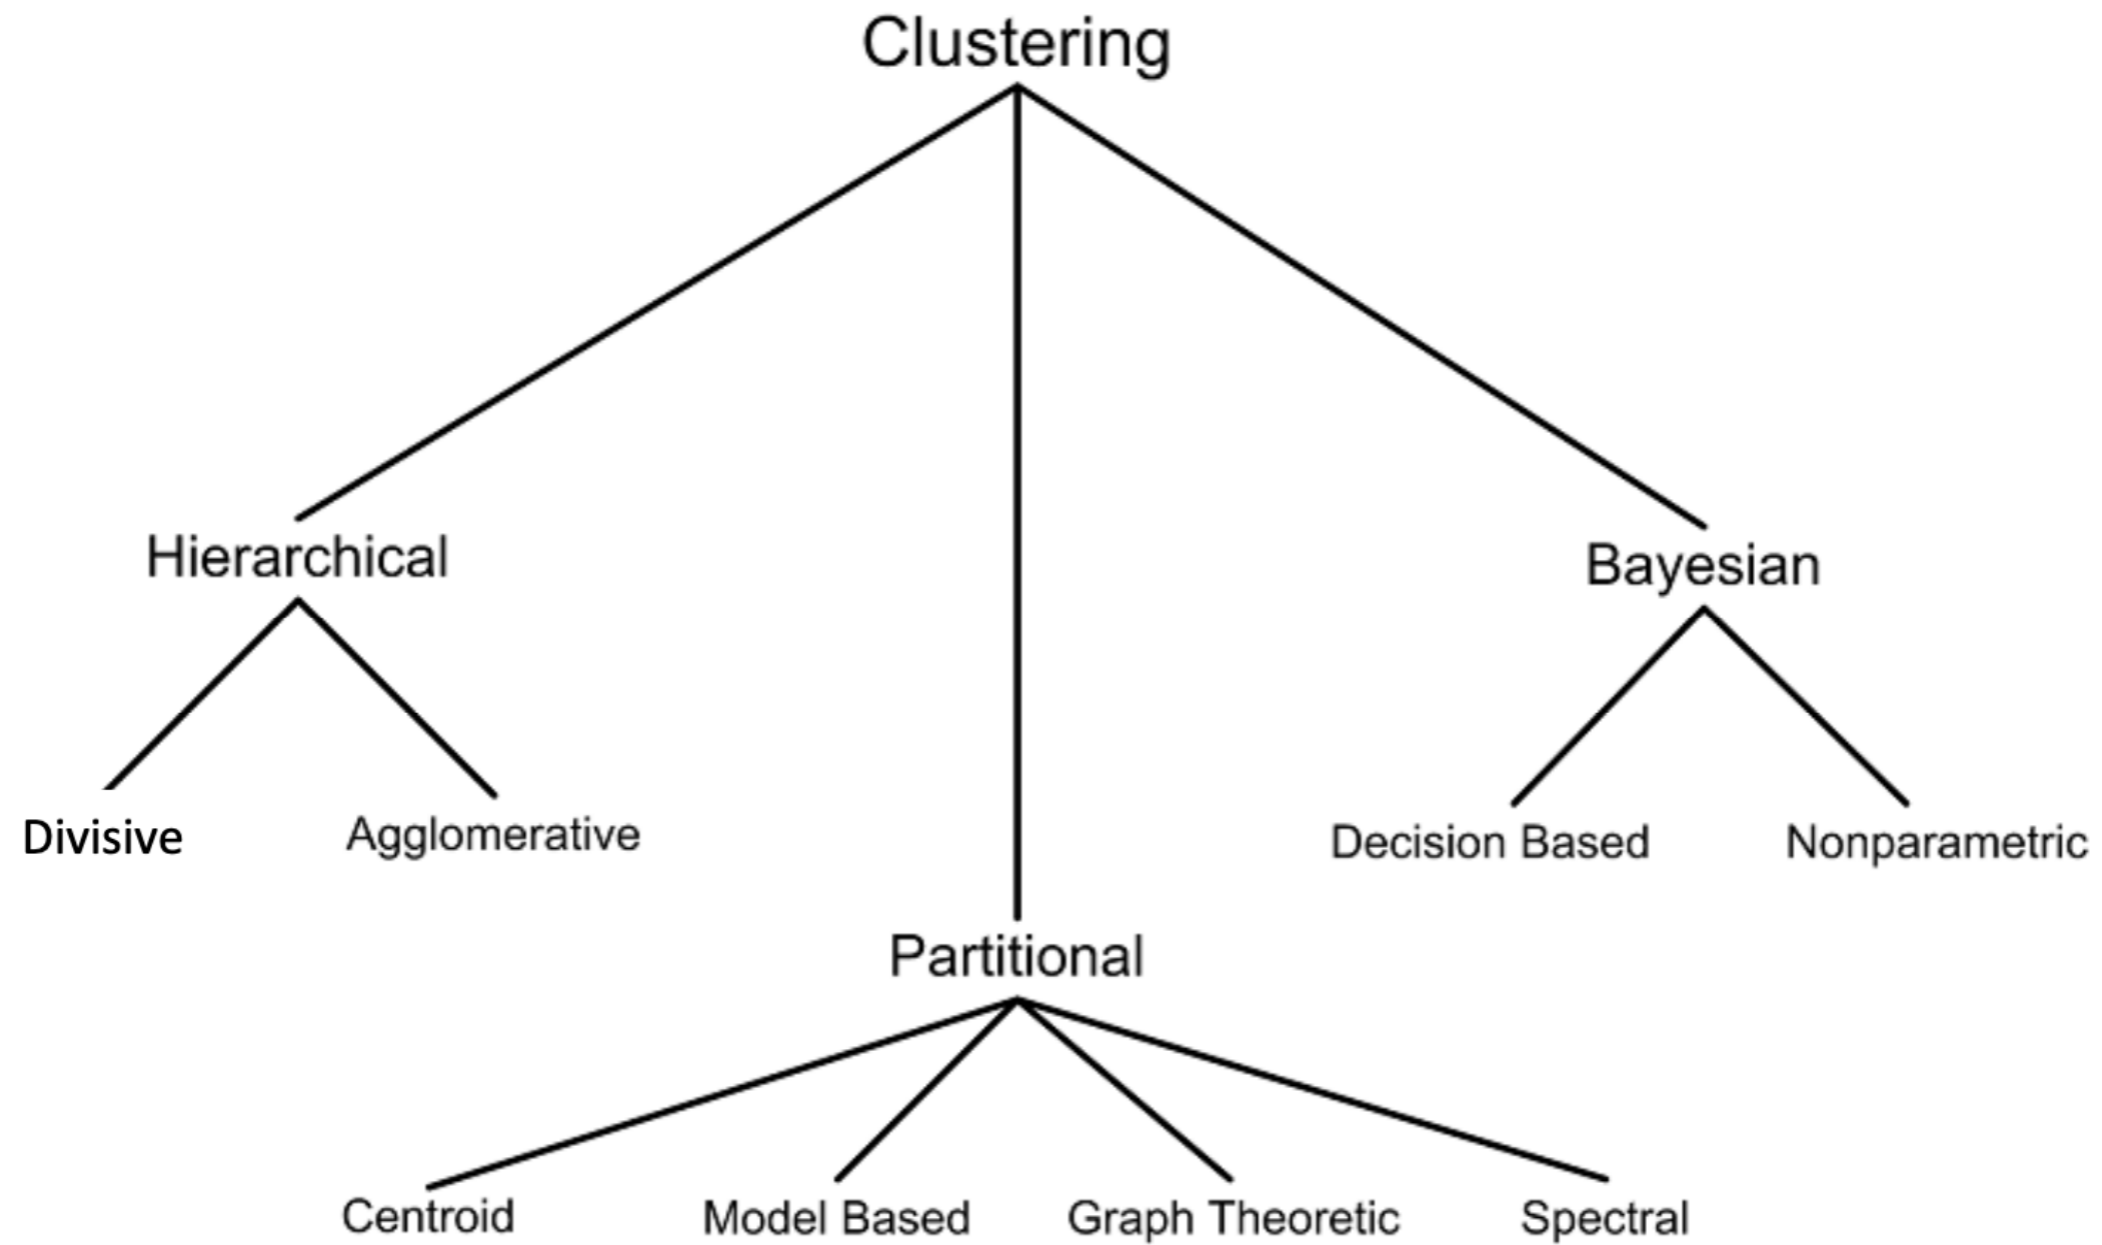 Clustering
Hierarchical
Bayesian
Divisive
Agglomerative
Decision Based
Nonparametric
Partitional
Centroid
Model Based
Graph Theoretic
Spectral